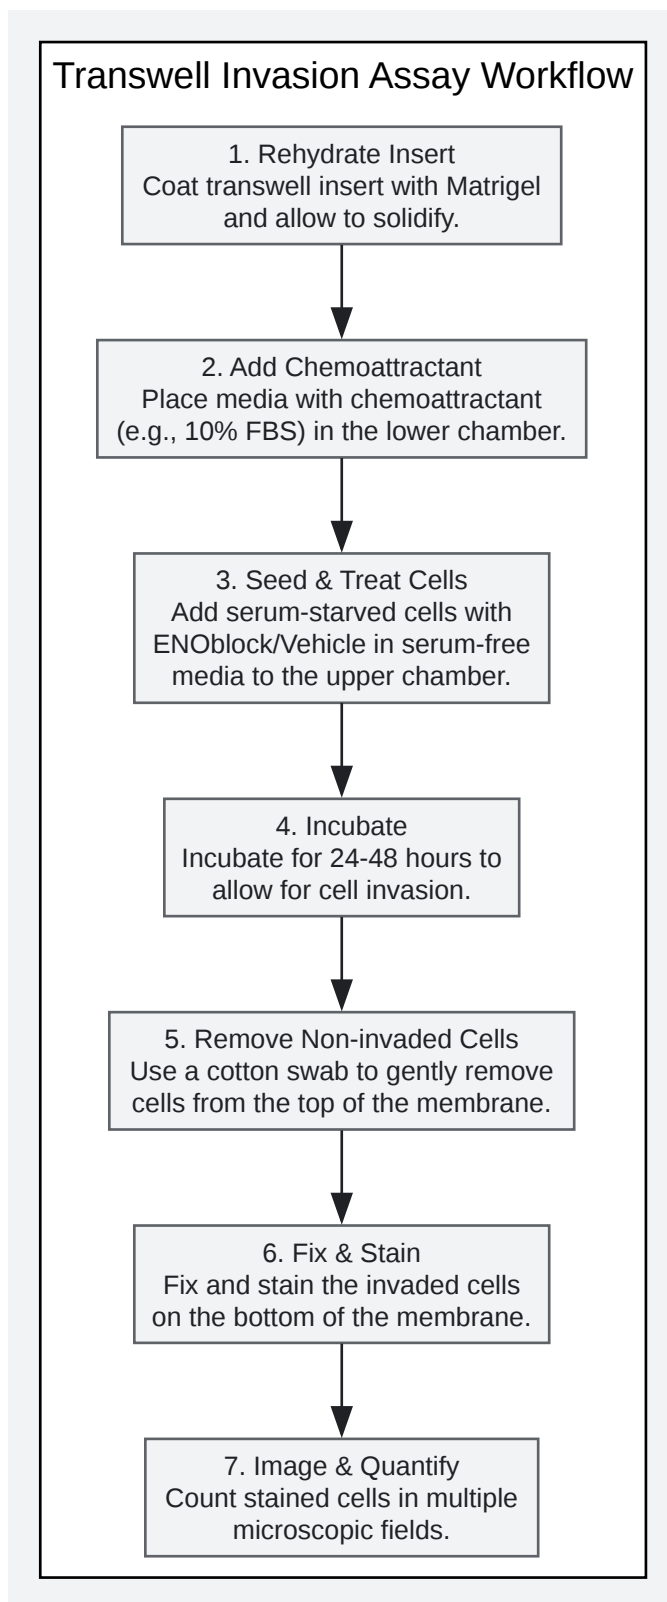 Transwell Invasion Assay Workflow
1. Rehydrate Insert
Coat transwell insert with Matrigel
and allow to solidify.
2. Add Chemoattractant
Place media with chemoattractant
(e.g., 10% FBS) in the lower chamber.
3. Seed & Treat Cells
Add serum-starved cells with
ENOblock/Vehicle in serum-free
media to the upper chamber.
4. Incubate
Incubate for 24-48 hours to
allow for cell invasion.
5. Remove Non-invaded Cells
Use a cotton swab to gently remove
cells from the top of the membrane.
6. Fix & Stain
Fix and stain the invaded cells
on the bottom of the membrane.
7. Image & Quantify
Count stained cells in multiple
microscopic fields.